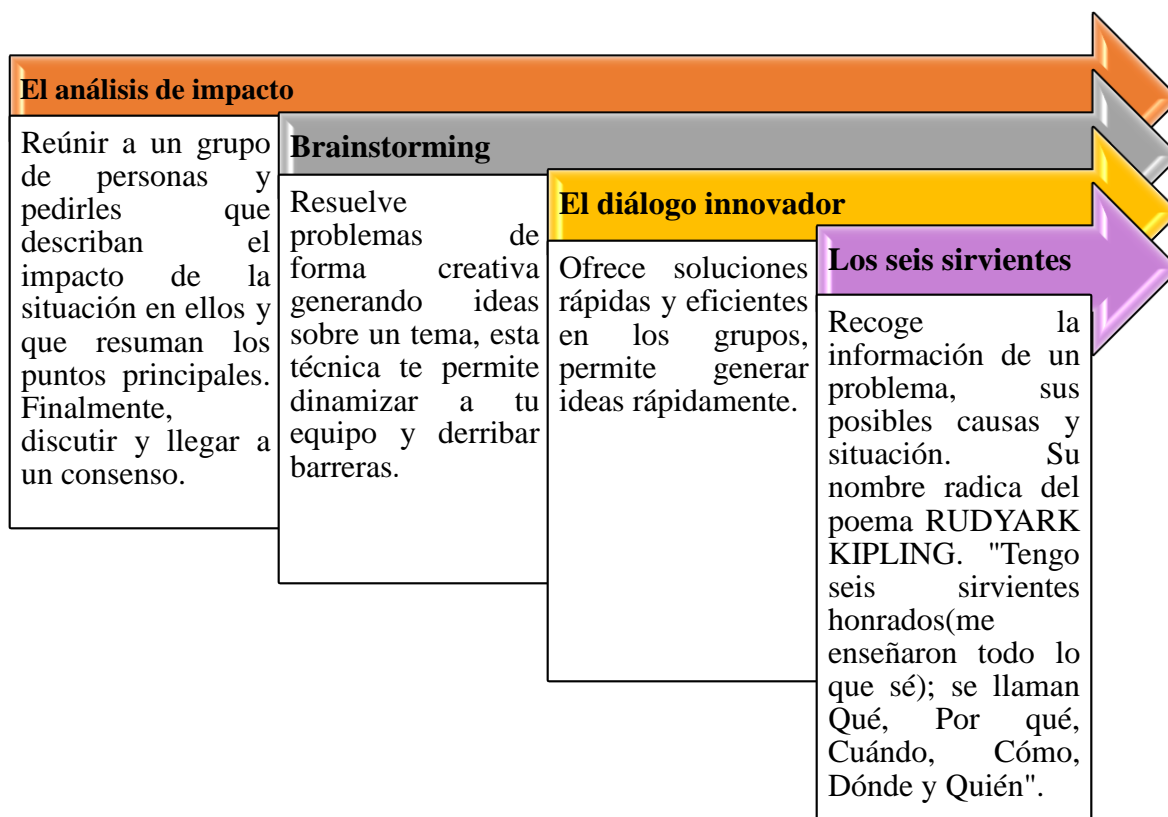 El análisis de impacto
Reúnir a un grupo
de personas y
pedirles que
describan el
impacto de la
situación en ellos y
que resuman los
puntos principales.
Finalmente,
discutir y llegar a
un consenso.
Brainstorming
Resuelve
problemas de
forma creativa
generando ideas
sobre un tema, esta
técnica te permite
dinamizar a tu
equipo y derribar
barreras.
El diálogo innovador
Ofrece soluciones
rápidas y eficientes
en los grupos,
permite generar
ideas rápidamente.
Los seis sirvientes
Recoge la
información de un
problema, sus
posibles causas y
situación. Su
nombre radica del
poema RUDYARK
KIPLING. "Tengo
seis sirvientes
honrados(me
enseñaron todo lo
que sé); se llaman
Qué, Por qué,
Cuándo, Cómo,
Dónde y Quién".